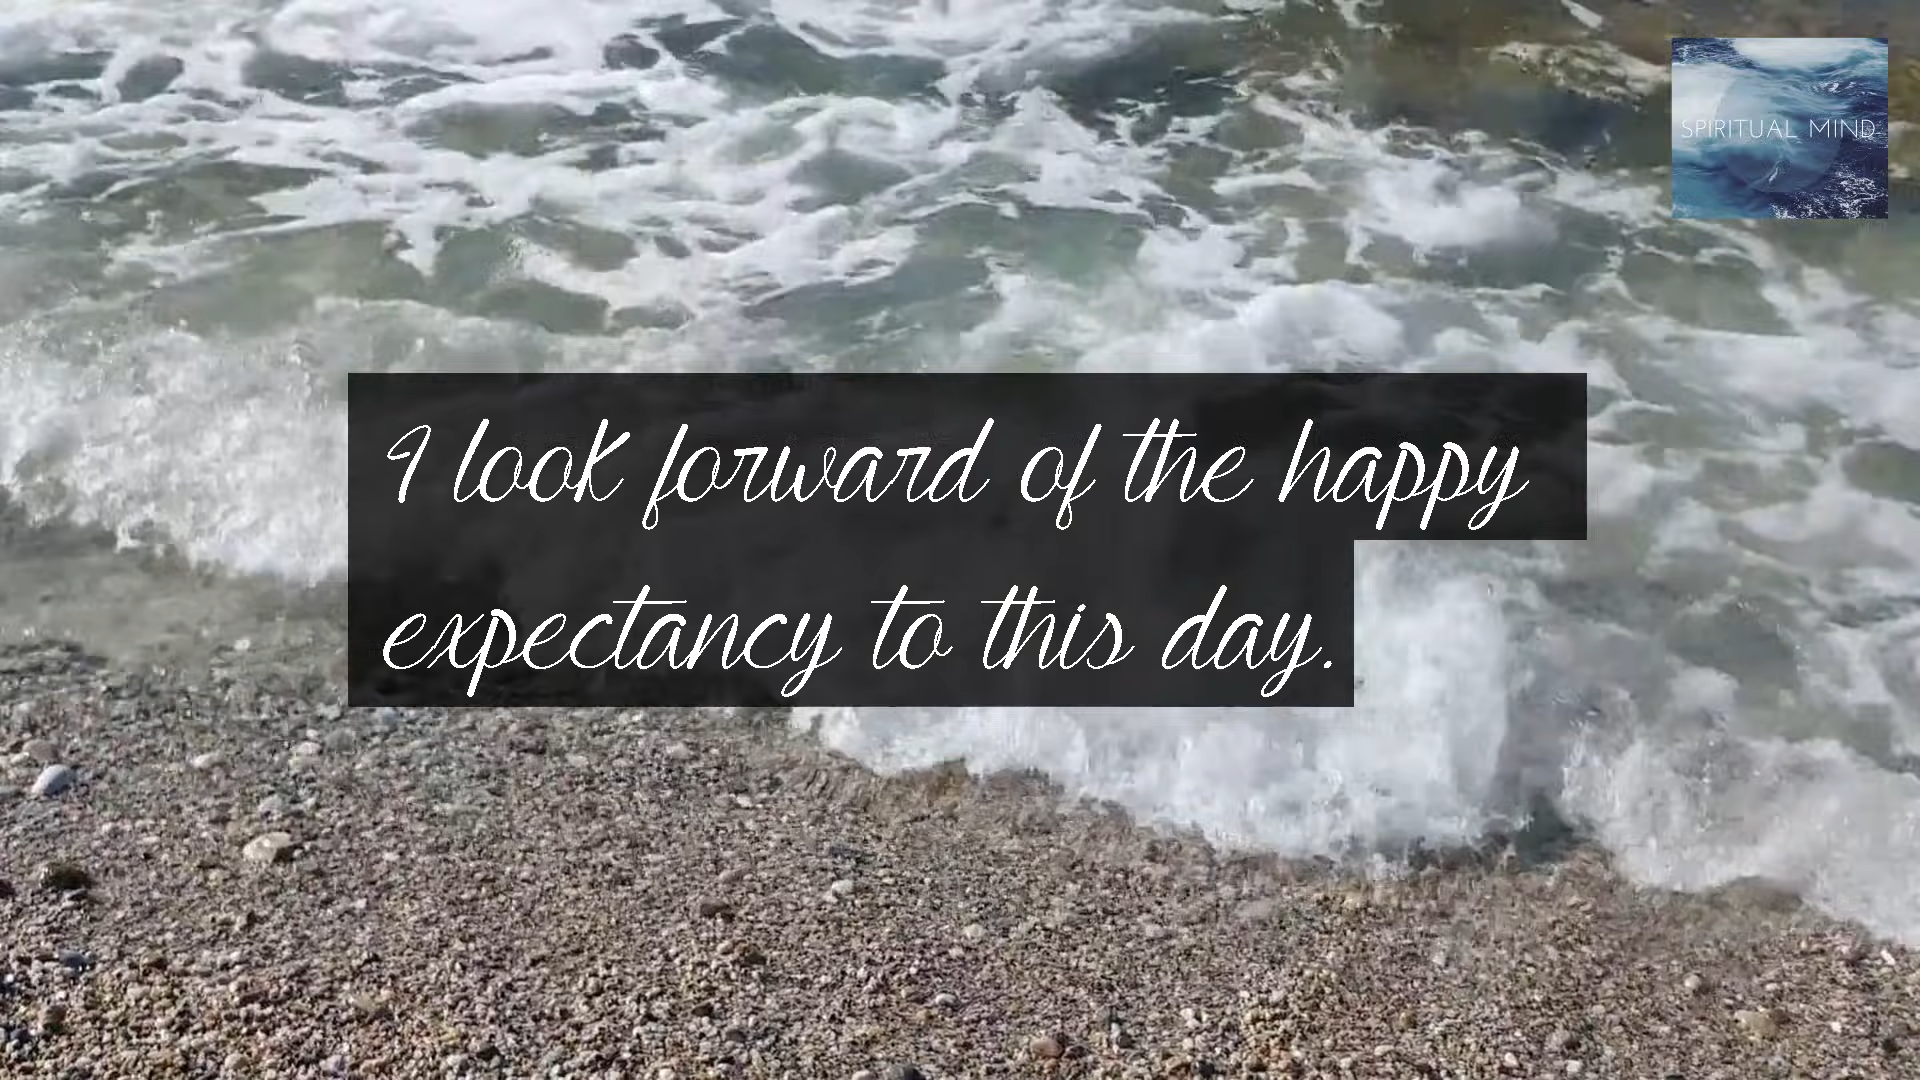 SPIRITUAL MIND
I look forward of the happy
expectancy to this day.